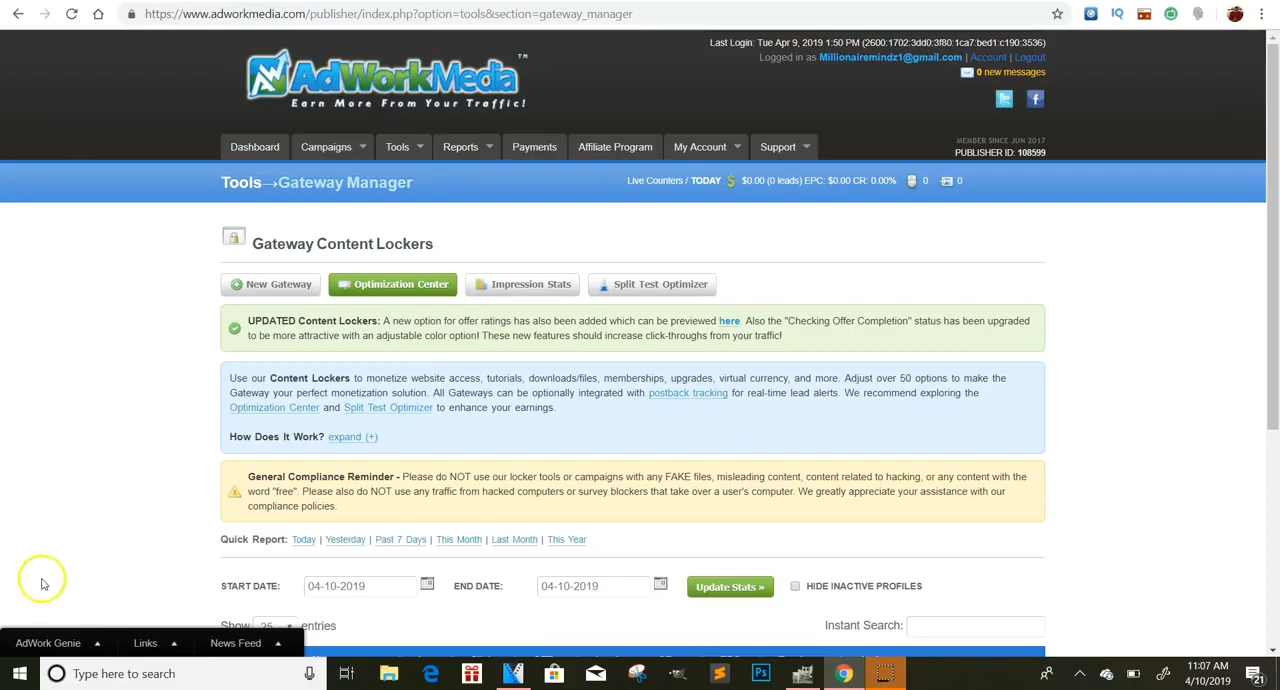 https://www.adworkmedia.com/publisher/index.php?option=tools&section=gateway_manager
Last Login: Tue Apr 9, 2019 1:50 PM (2600:1702:3dd0:3f80:1ca7:bed1:c190:3536)
Logged in as Millionairemindz1@gmail.com | Account | Logout
0 new messages
AdWorkMedia™
Earn More From Your Traffic!
MEMBER SINCE JUN 2017
PUBLISHER ID: 108599
Dashboard Campaigns Tools Reports Payments Affiliate Program My Account Support
Tools→Gateway Manager
Live Counters / TODAY $0.00 (0 leads) EPC: $0.00 CR: 0.00% 0 0
Gateway Content Lockers
New Gateway Optimization Center Impression Stats Split Test Optimizer
UPDATED Content Lockers: A new option for offer ratings has also been added which can be previewed here. Also the "Checking Offer Completion" status has been upgraded
to be more attractive with an adjustable color option! These new features should increase click-throughs from your traffic!
Use our Content Lockers to monetize website access, tutorials, downloads/files, memberships, upgrades, virtual currency, and more. Adjust over 50 options to make the
Gateway your perfect monetization solution. All Gateways can be optionally integrated with postback tracking for real-time lead alerts. We recommend exploring the
Optimization Center and Split Test Optimizer to enhance your earnings.
How Does It Work? expand (+)
General Compliance Reminder - Please do NOT use our locker tools or campaigns with any FAKE files, misleading content, content related to hacking, or any content with the
word "free". Please also do NOT use any traffic from hacked computers or survey blockers that take over a user's computer. We greatly appreciate your assistance with our
compliance policies.
Quick Report: Today | Yesterday | Past 7 Days | This Month | Last Month | This Year
START DATE: 04-10-2019 END DATE: 04-10-2019 Update Stats » HIDE INACTIVE PROFILES
Show 25 entries Instant Search:
AdWork Genie Links News Feed
Type here to search
11:07 AM
4/10/2019
21